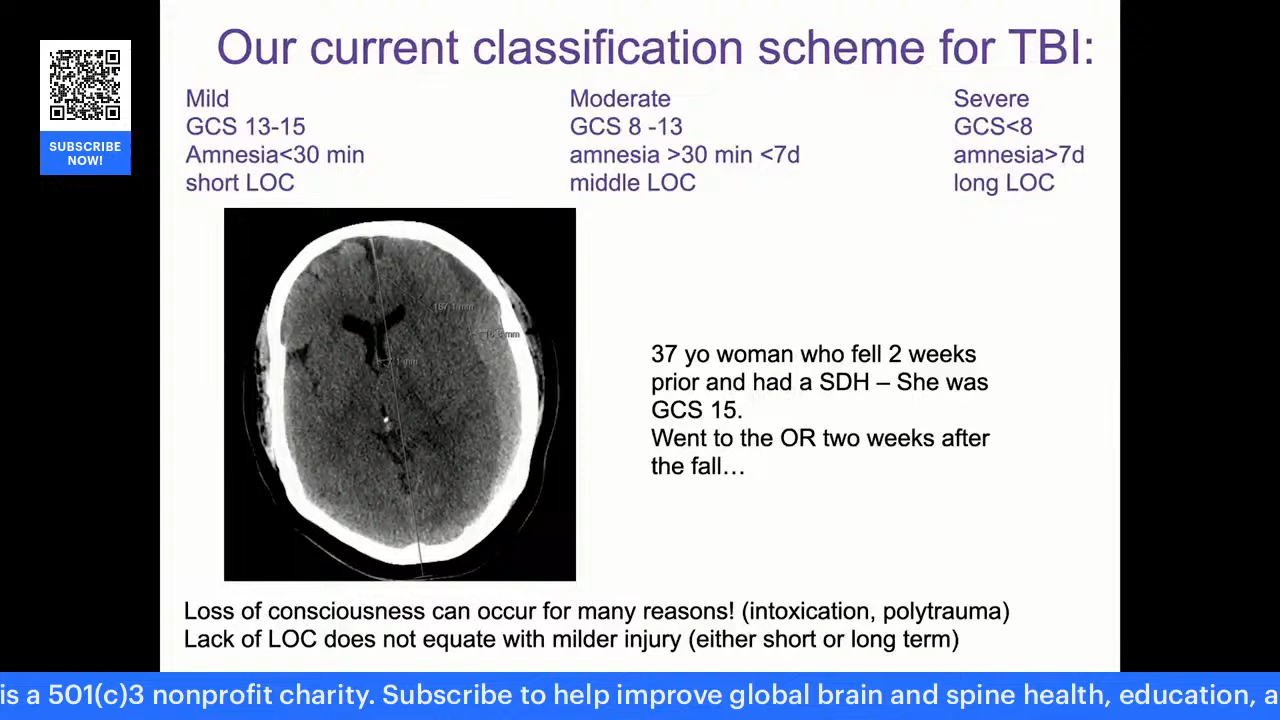 Our current classification scheme for TBI:
Mild
GCS 13-15
Amnesia<30 min
short LOC
Moderate
GCS 8 -13
amnesia >30 min <7d
middle LOC
Severe
GCS<8
amnesia>7d
long LOC
SUBSCRIBE
NOW!
37 yo woman who fell 2 weeks
prior and had a SDH – She was
GCS 15.
Went to the OR two weeks after
the fall…
Loss of consciousness can occur for many reasons! (intoxication, polytrauma)
Lack of LOC does not equate with milder injury (either short or long term)
is a 501(c)3 nonprofit charity. Subscribe to help improve global brain and spine health, education, a